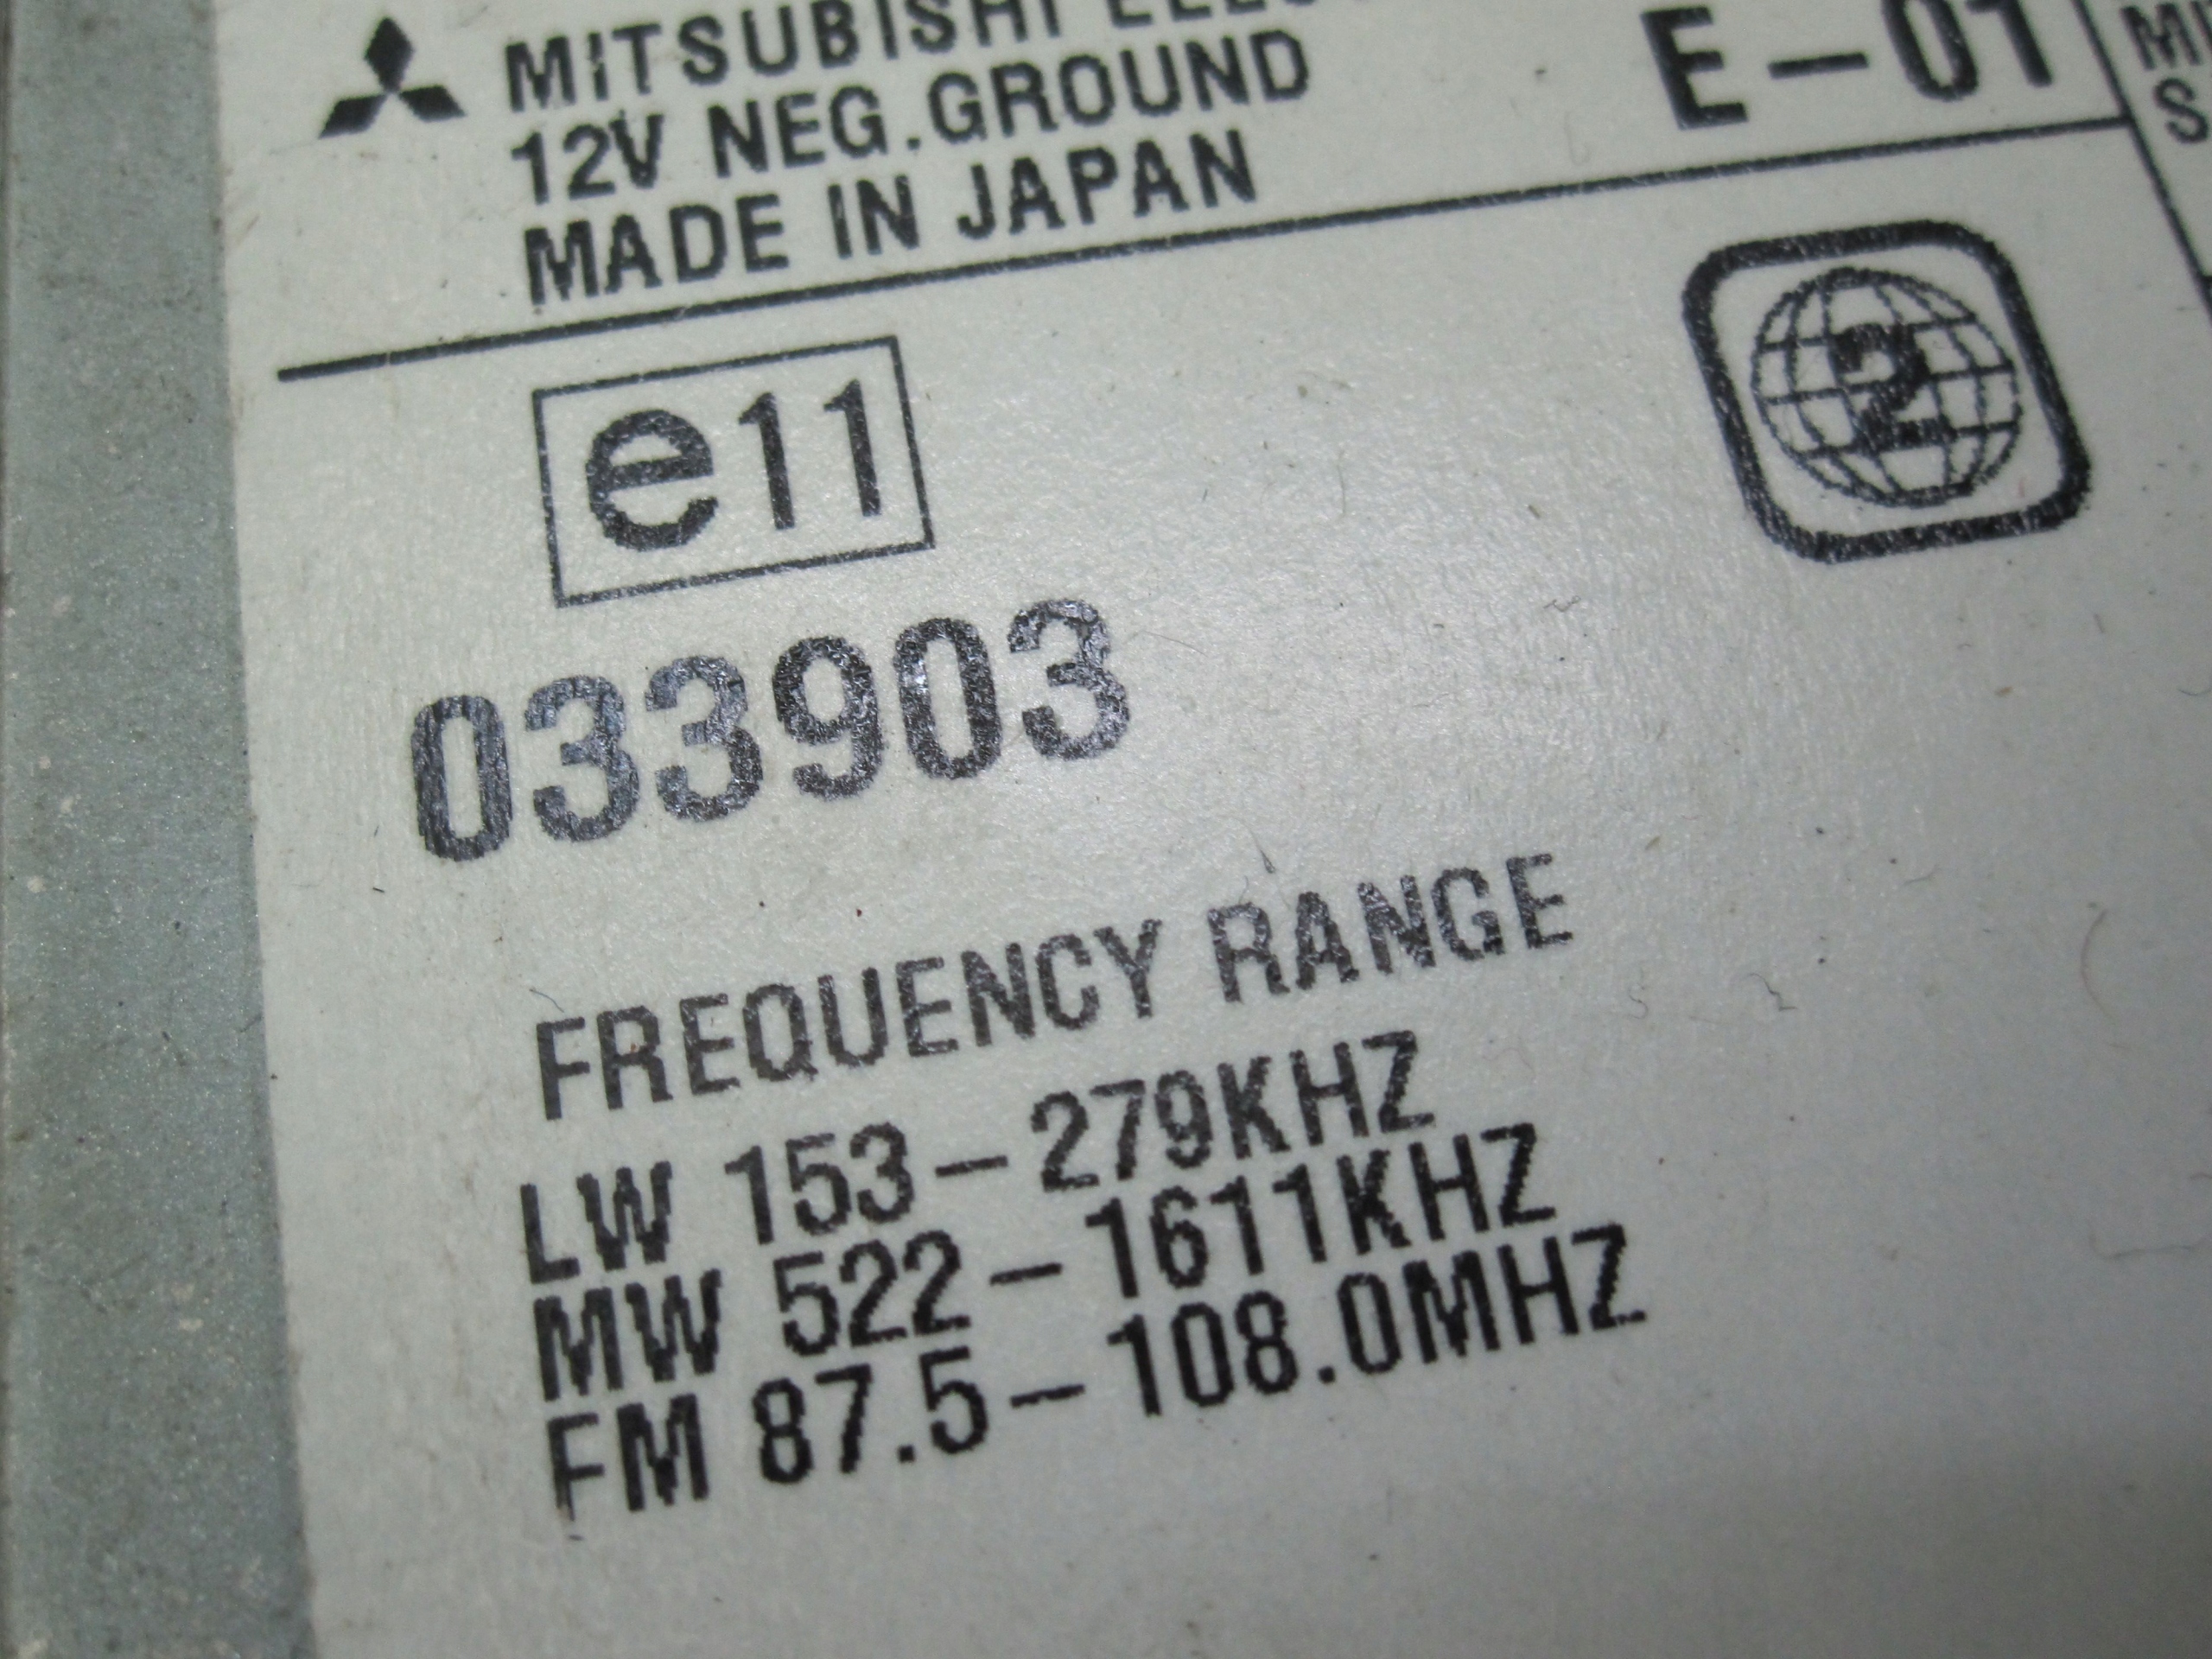 MITSUBISHI
E-01
12V NEG.GROUND
MADE IN JAPAN
e11
2
033903
FREQUENCY RANGE
LW 153-279KHZ
MW 522-1611KHZ
FM 87.5-108.0MHZ